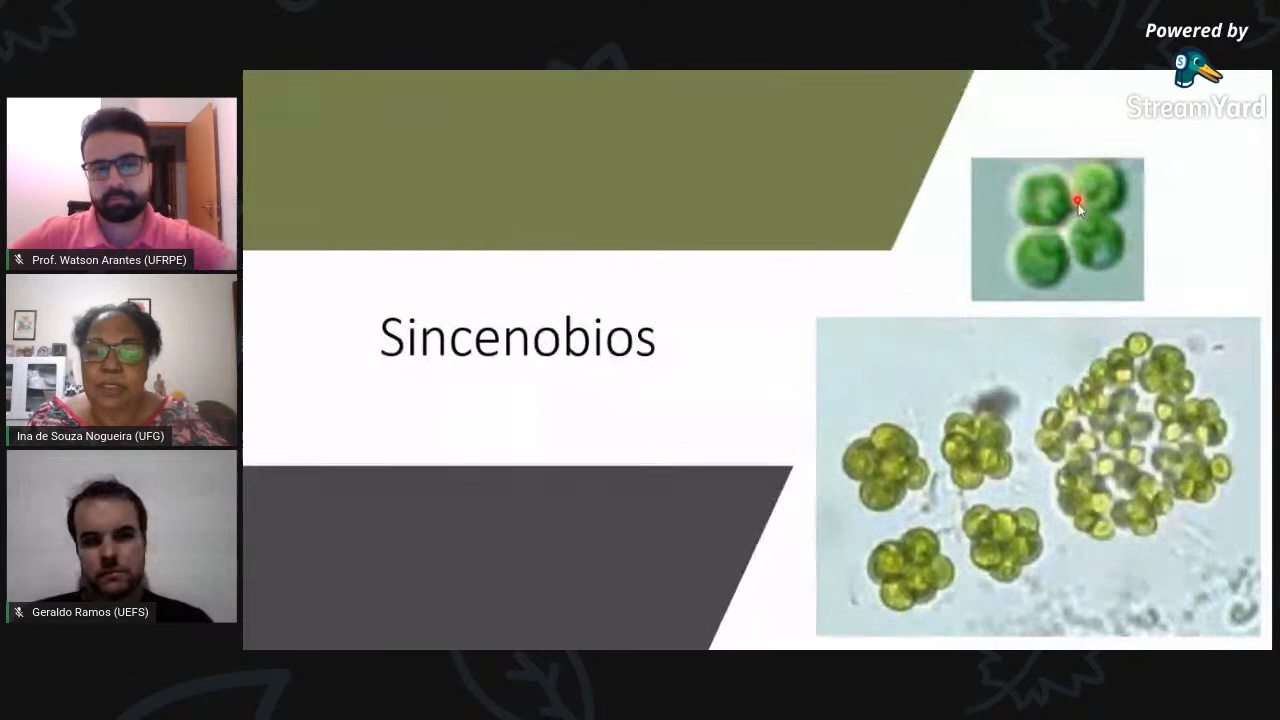 Powered by
StreamYard
Prof. Watson Arantes (UFRPE)
Sincenobios
Ina de Souza Nogueira (UFG)
Geraldo Ramos (UEFS)